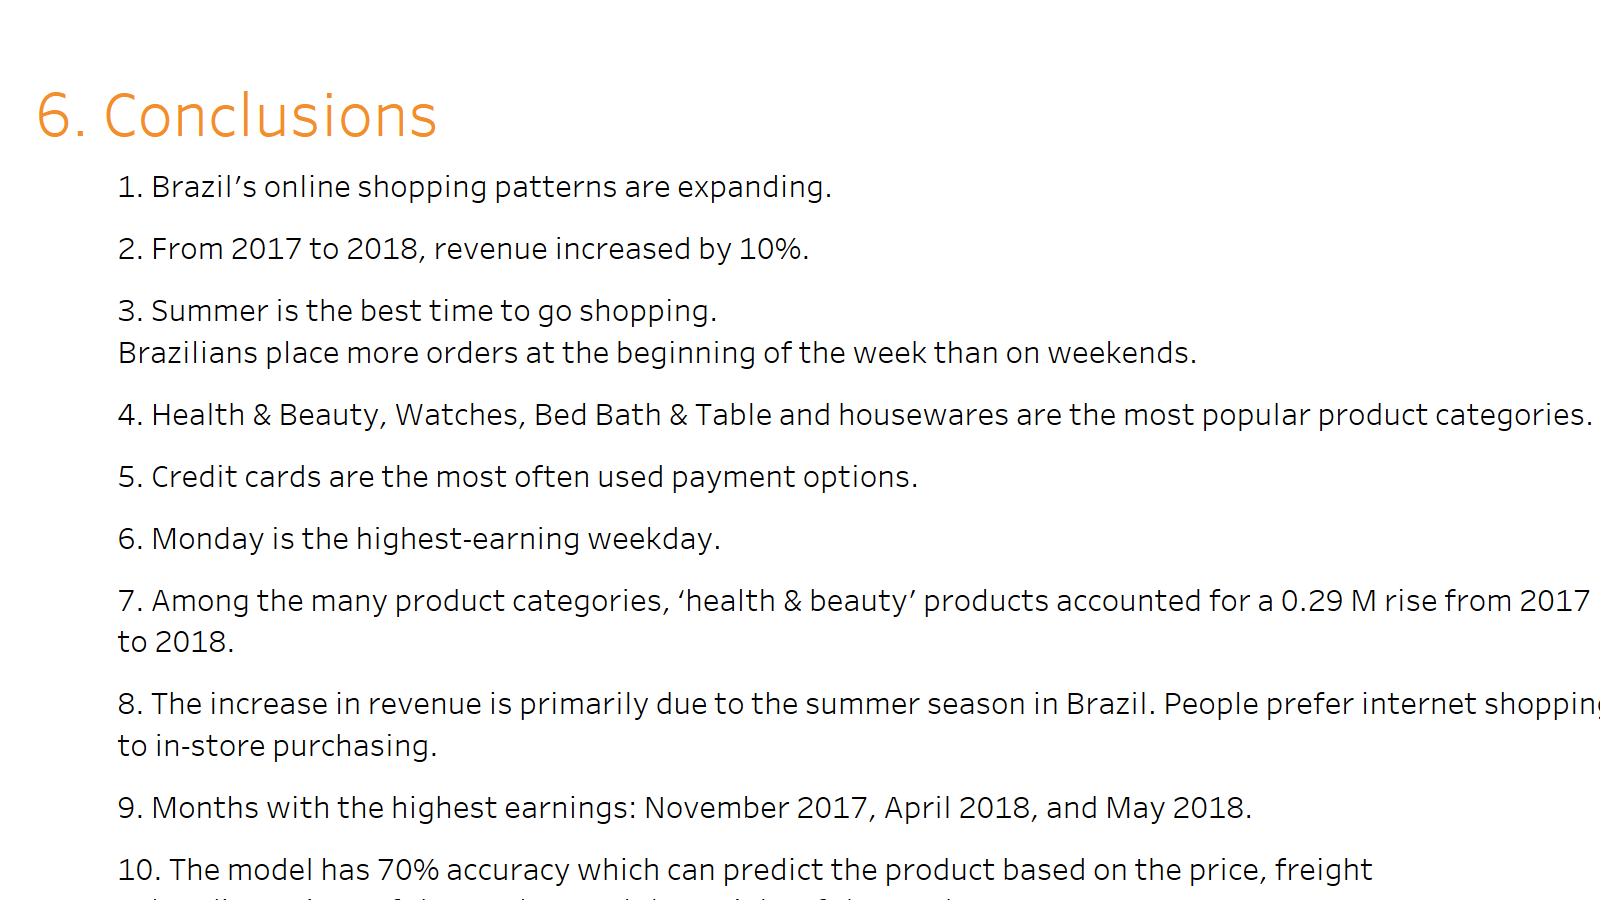 6. Conclusions
1. Brazil’s online shopping patterns are expanding.
2. From 2017 to 2018, revenue increased by 10%.
3. Summer is the best time to go shopping.
Brazilians place more orders at the beginning of the week than on weekends.
4. Health & Beauty, Watches, Bed Bath & Table and housewares are the most popular product categories.
5. Credit cards are the most often used payment options.
6. Monday is the highest-earning weekday.
7. Among the many product categories, ‘health & beauty’ products accounted for a 0.29 M rise from 2017
to 2018.
8. The increase in revenue is primarily due to the summer season in Brazil. People prefer internet shopping
to in-store purchasing.
9. Months with the highest earnings: November 2017, April 2018, and May 2018.
10. The model has 70% accuracy which can predict the product based on the price, freight